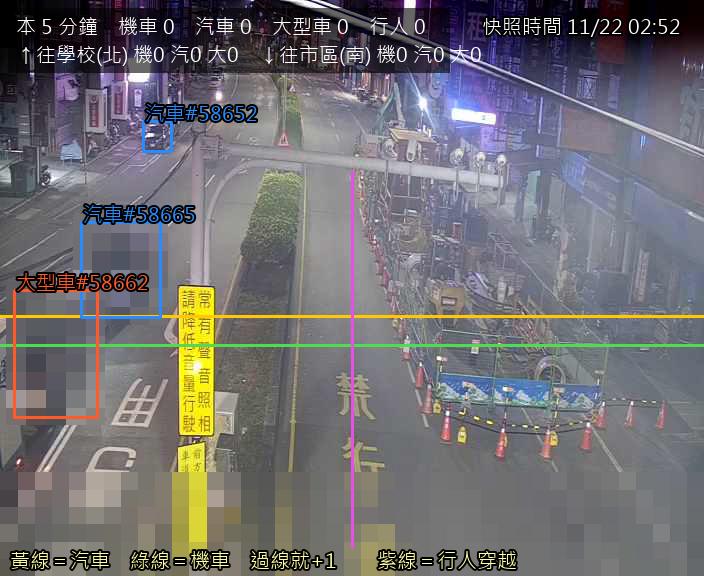 本 5 分鐘　機車 0　汽車 0　大型車 0　行人 0　快照時間 11/22 02:52
↑往學校(北) 機0 汽0 大0　↓往市區(南) 機0 汽0 大0
汽車#58652
汽車#58665
大型車#58662
常有聲音照相
請降低音量行駛
禁
行
黃線=汽車　綠線=機車　過線就+1　紫線=行人穿越